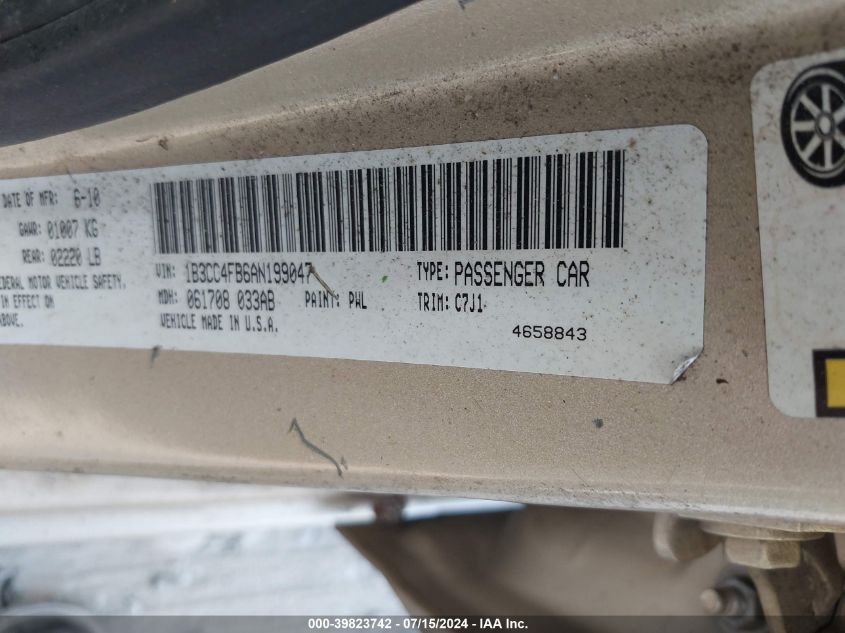 DATE OF MFR: 6-10
GAWR: 01007 KG
REAR: 02220 LB
FEDERAL MOTOR VEHICLE SAFETY.
IN EFFECT ON
ABOVE.
VIN: 1B3CC4FB6AN199047
TYPE: PASSENGER CAR
MDH: 061708 033AB
PAINT: PWL
TRIM: C7J1
VEHICLE MADE IN U.S.A.
4658843
000-39823742 - 07/15/2024 - IAA Inc.